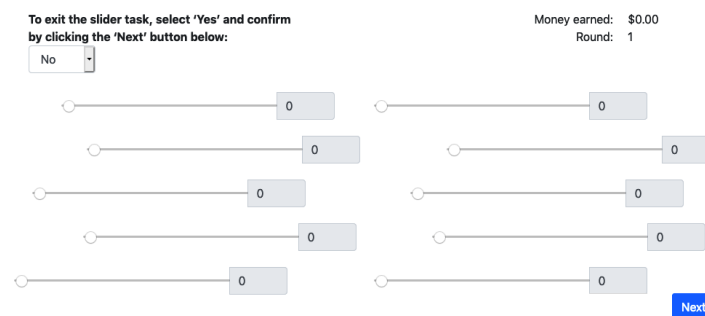 To exit the slider task, select ‘Yes’ and confirm
by clicking the ‘Next’ button below:
No
Money earned: $0.00
Round: 1
0 0
0 0
0 0
0 0
0 0
Next